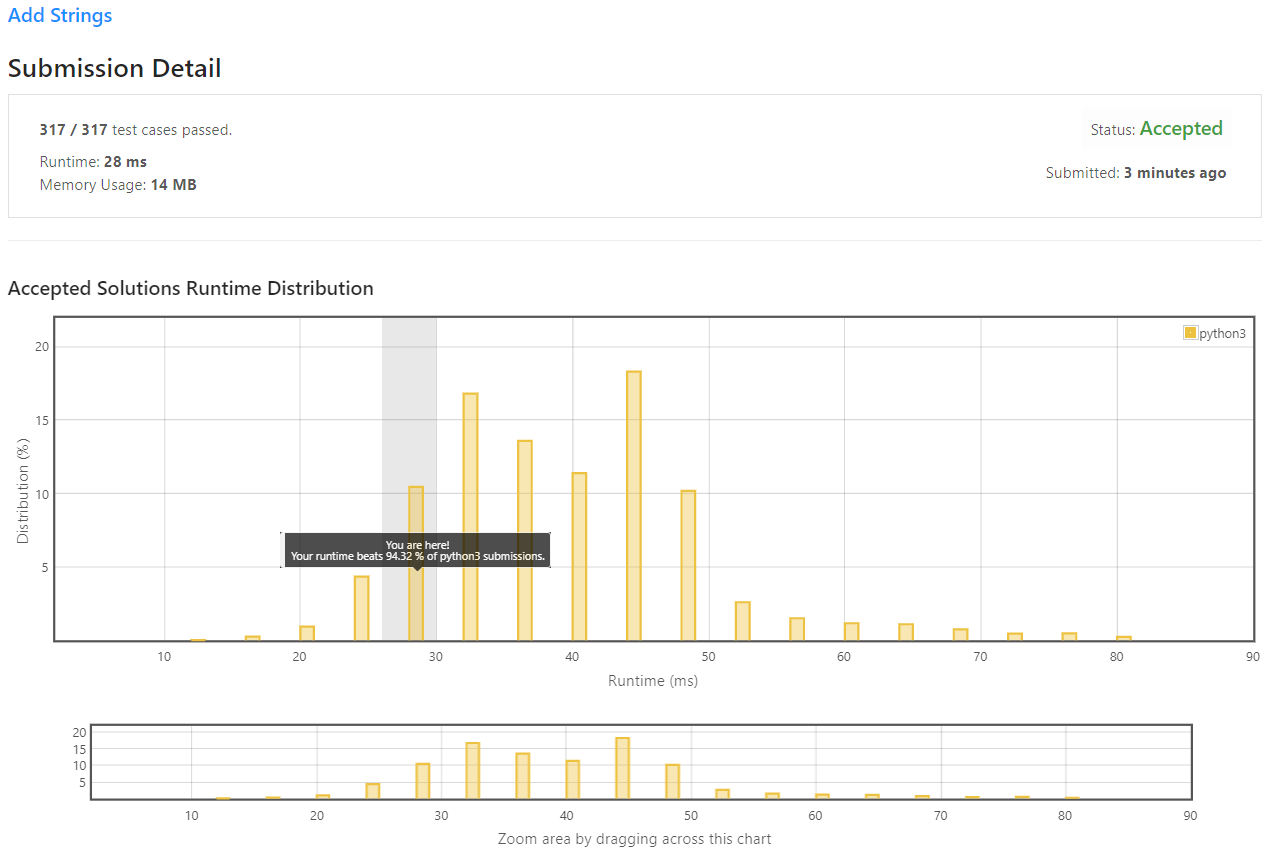 Add Strings
Submission Detail
317 / 317 test cases passed.
Status: Accepted
Runtime: 28 ms
Memory Usage: 14 MB
Submitted: 3 minutes ago
Accepted Solutions Runtime Distribution
python3
20
15
10
5
Distribution (%)
You are here!
Your runtime beats 94.32 % of python3 submissions.
10 20 30 40 50 60 70 80 90
Runtime (ms)
20
15
10
5
10 20 30 40 50 60 70 80 90
Zoom area by dragging across this chart